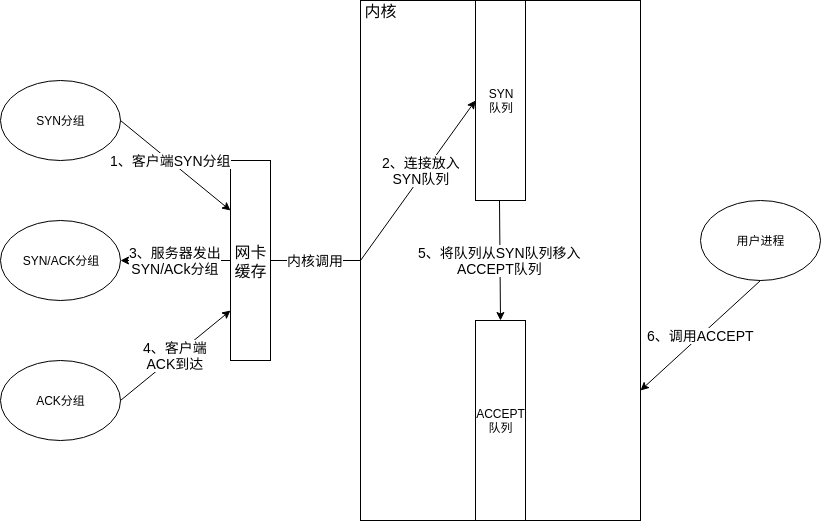 内核
SYN
队列
SYN分组
1、客户端SYN分组
2、连接放入
SYN队列
SYN/ACK分组
3、服务器发出
SYN/ACk分组
网卡
缓存
内核调用
5、将队列从SYN队列移入
ACCEPT队列
用户进程
4、客户端
ACK到达
6、调用ACCEPT
ACK分组
ACCEPT
队列